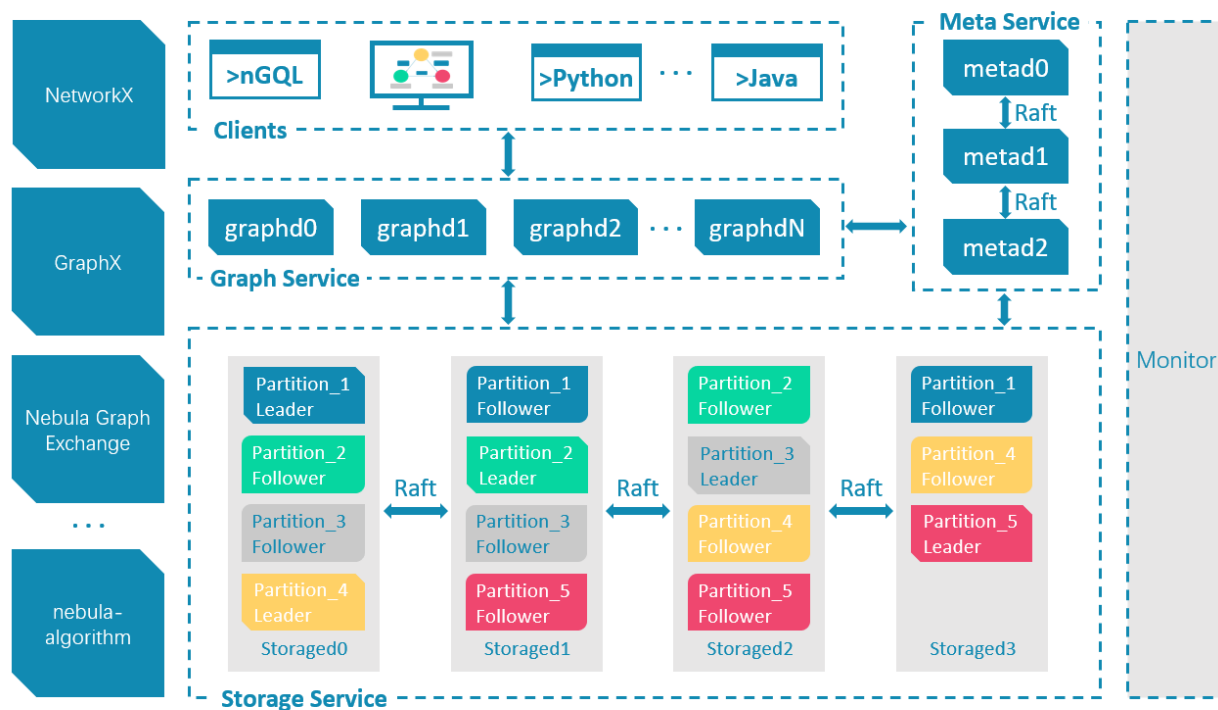 NetworkX
GraphX
Nebula Graph
Exchange
...
nebula-
algorithm
>nGQL
>Python
...
>Java
Clients
graphd0
graphd1
graphd2
...
graphdN
Graph Service
Meta Service
metad0
Raft
metad1
Raft
metad2
Partition_1
Leader
Partition_2
Follower
Partition_3
Follower
Partition_4
Leader
Storaged0
Raft
Partition_1
Follower
Partition_2
Leader
Partition_3
Follower
Partition_5
Follower
Storaged1
Raft
Partition_2
Follower
Partition_3
Leader
Partition_4
Follower
Partition_5
Follower
Storaged2
Raft
Partition_1
Follower
Partition_4
Follower
Partition_5
Leader
Storaged3
Storage Service
Monitor